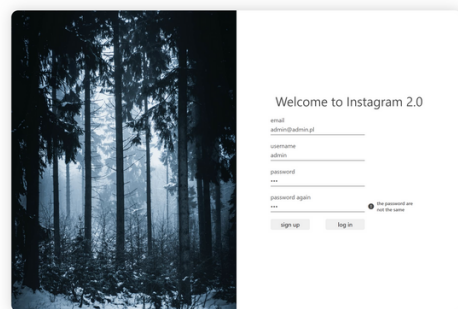 Welcome to Instagram 2.0
email
admin@admin.pl
username
admin
password
•••
password again
•••
the password are
not the same
sign up
log in